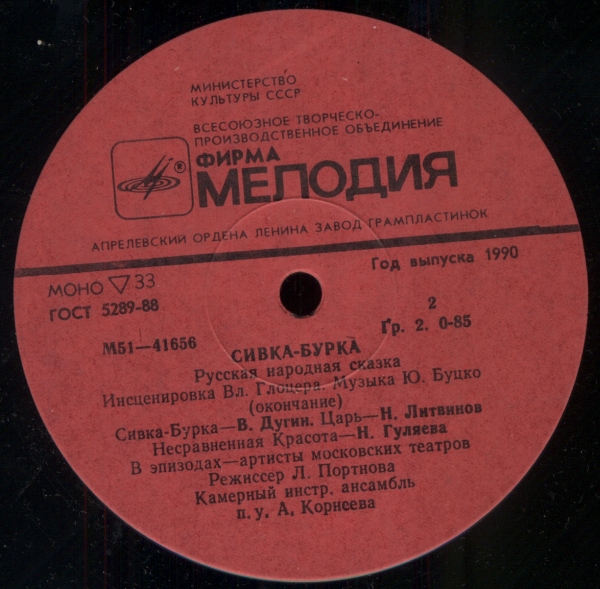 МИНИСТЕРСТВО
КУЛЬТУРЫ СССР
ВСЕСОЮЗНОЕ ТВОРЧЕСКО-
ПРОИЗВОДСТВЕННОЕ ОБЪЕДИНЕНИЕ
ФИРМА
®
МЕЛОДИЯ
АПРЕЛЕВСКИЙ ОРДЕНА ЛЕНИНА ЗАВОД ГРАМПЛАСТИНОК
МОНО ▽ 33
Год выпуска 1990
ГОСТ 5289-88
2
Гр. 2. 0-85
М51—41656
СИВКА-БУРКА
Русская народная сказка
Инсценировка Вл. Глоцера. Музыка Ю. Буцко
(окончание)
Сивка-Бурка—В. Дугин. Царь—Н. Литвинов
Несравненная Красота—Н. Гуляева
В эпизодах—артисты московских театров
Режиссер Л. Портнова
Камерный инстр. ансамбль
п. у. А. Корнеева